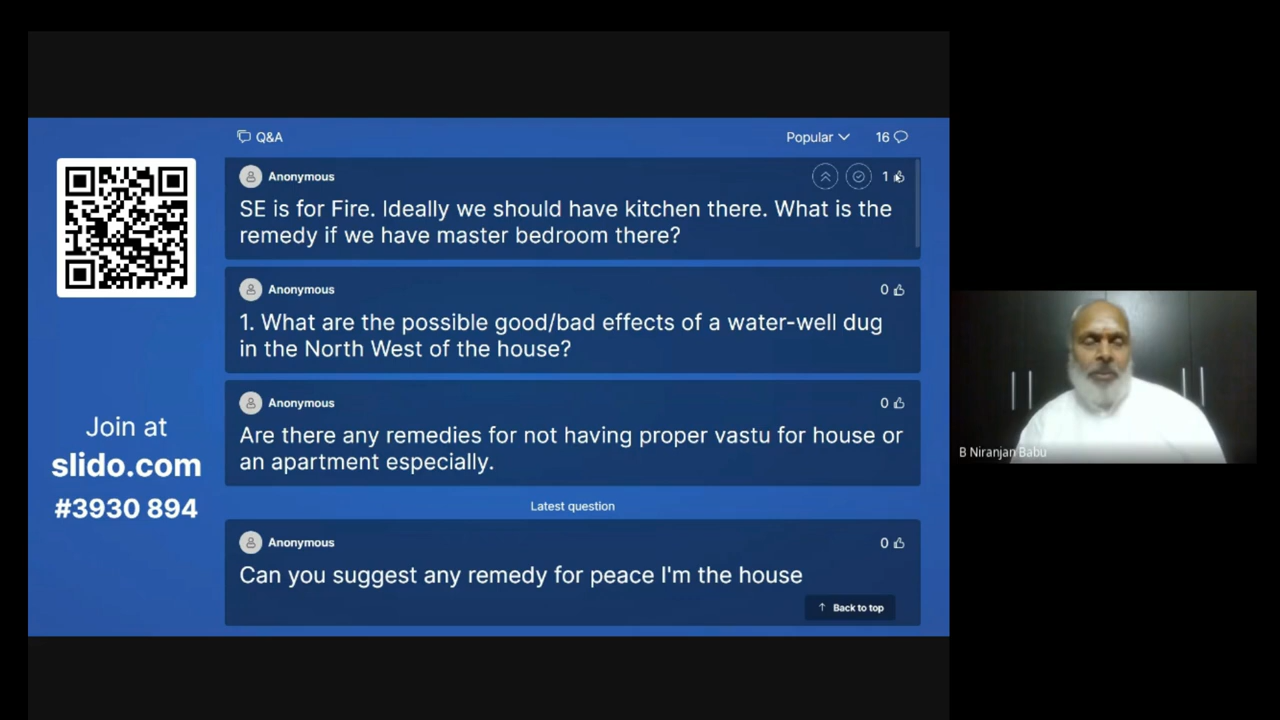 Q&A
Popular
16
Anonymous
1
SE is for Fire. Ideally we should have kitchen there. What is the
remedy if we have master bedroom there?
Anonymous
0
1. What are the possible good/bad effects of a water-well dug
in the North West of the house?
Anonymous
0
Are there any remedies for not having proper vastu for house or
an apartment especially.
Latest question
Anonymous
0
Can you suggest any remedy for peace I'm the house
Back to top
Join at
slido.com
#3930 894
B Niranjan Babu